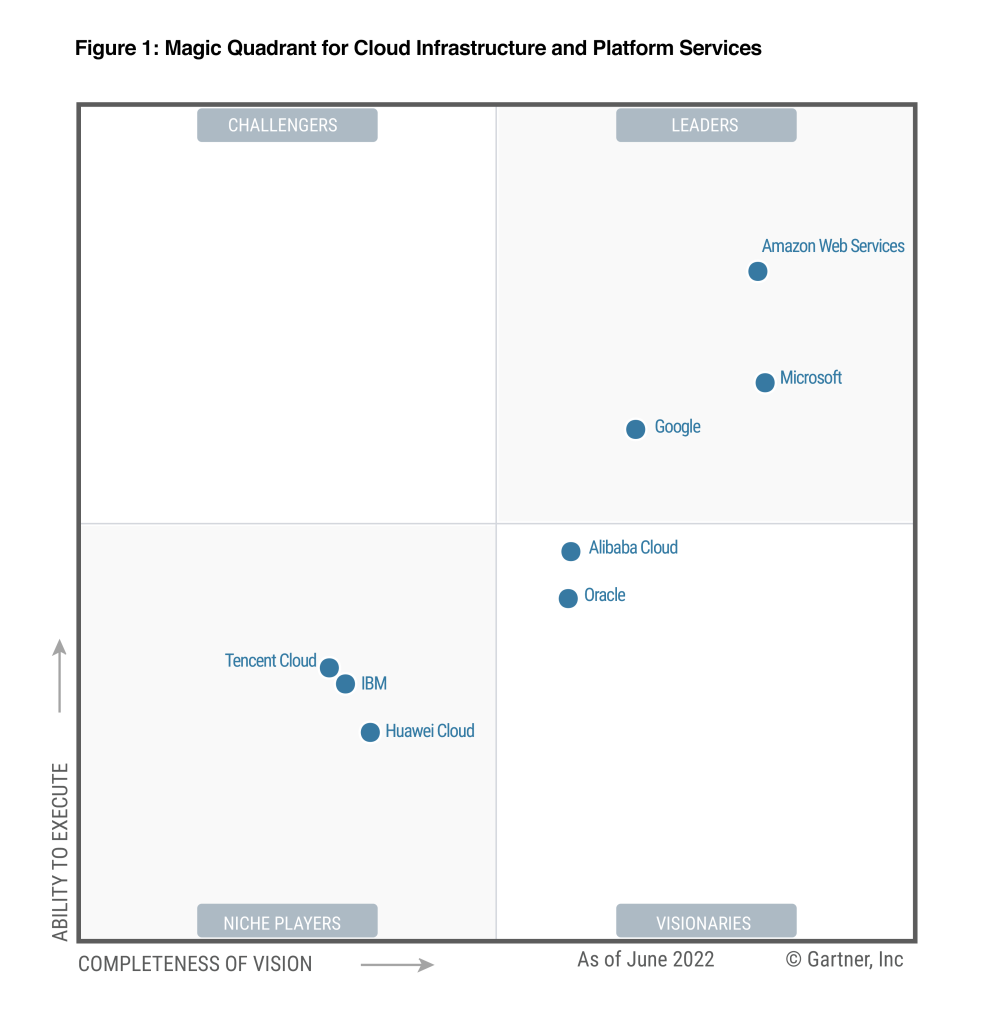 Figure 1: Magic Quadrant for Cloud Infrastructure and Platform Services
CHALLENGERS
LEADERS
Amazon Web Services
Microsoft
Google
Alibaba Cloud
Oracle
Tencent Cloud
IBM
Huawei Cloud
ABILITY TO EXECUTE
NICHE PLAYERS
VISIONARIES
COMPLETENESS OF VISION
As of June 2022
© Gartner, Inc